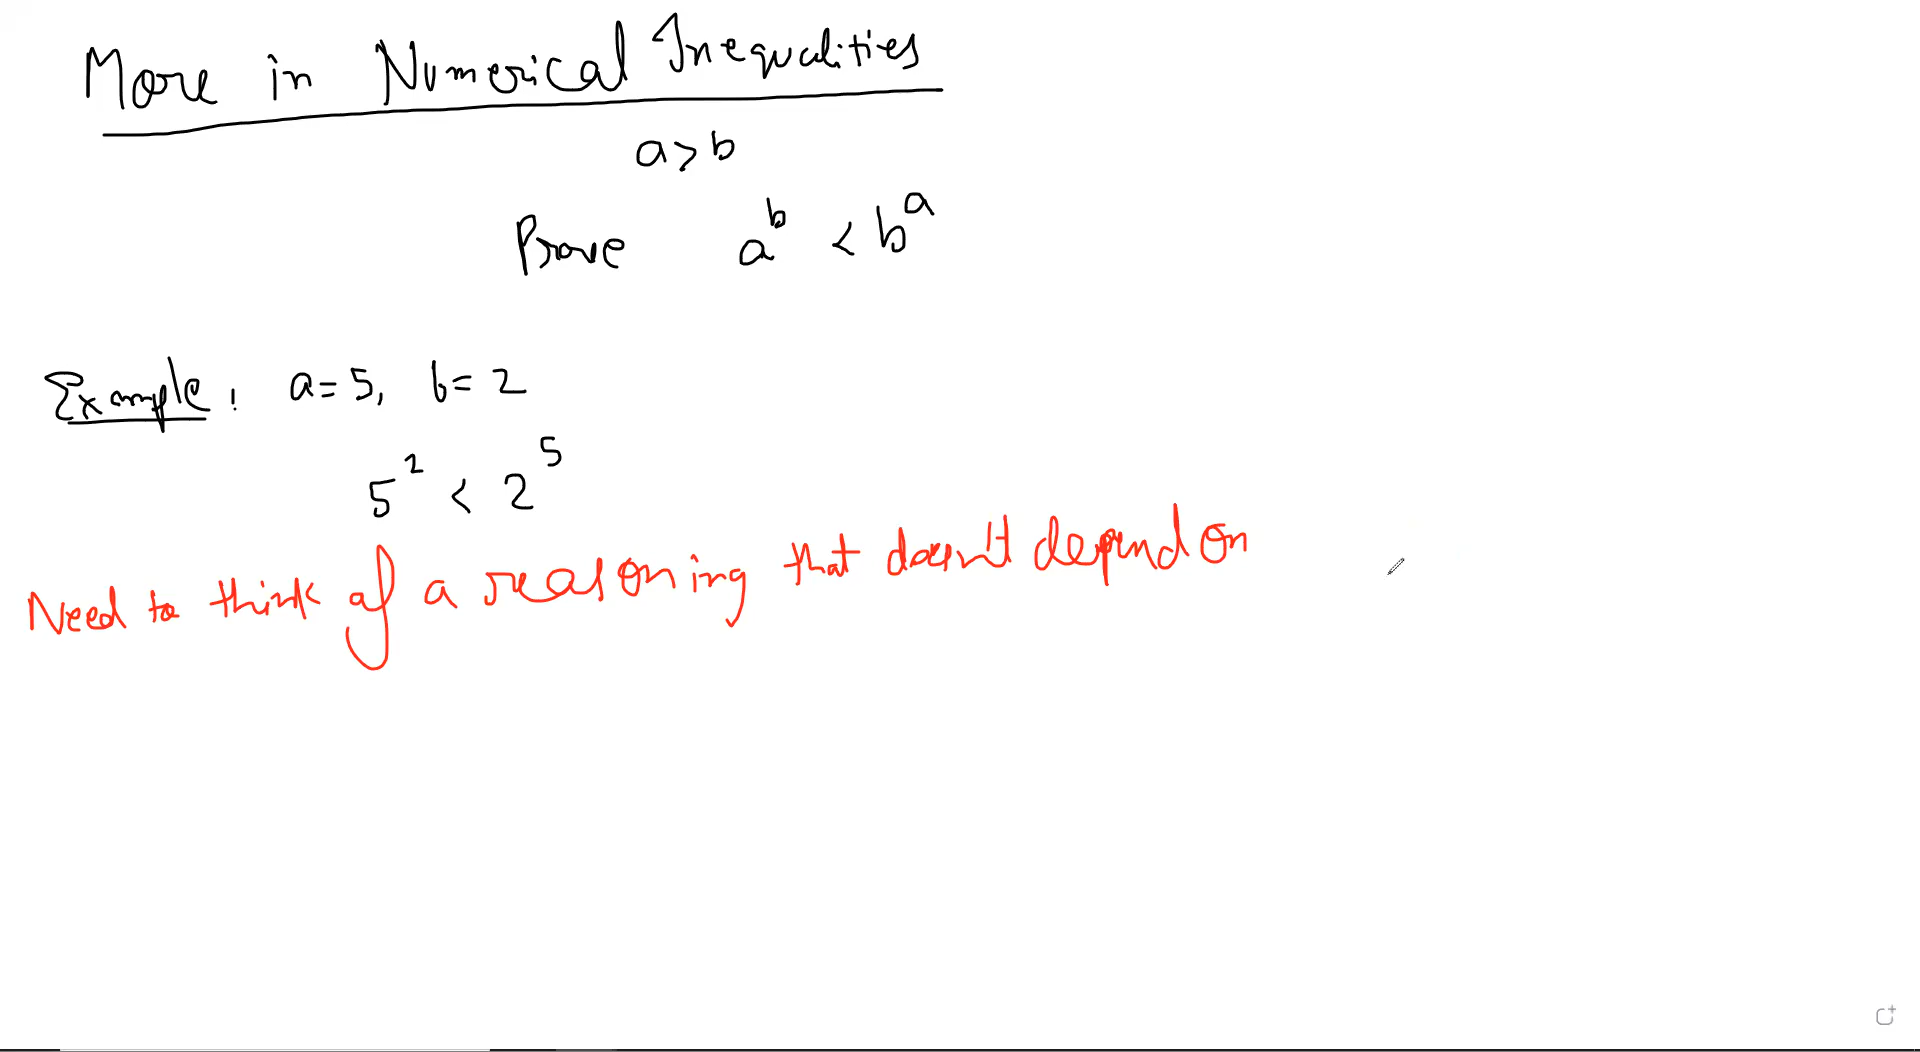 More in Numerical Inequalities
a > b
Prove a^b < b^a
Example: a = 5, b = 2
5^2 < 2^5
Need to think of a reasoning that doesn't depend on